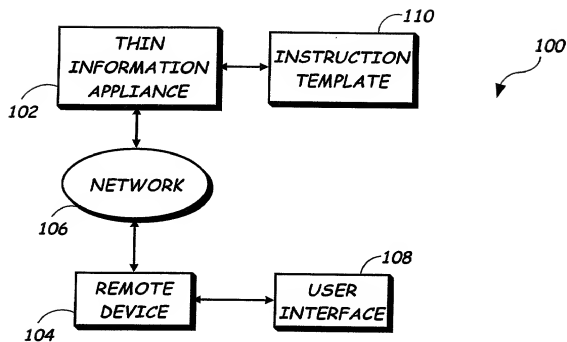 THIN
INFORMATION
APPLIANCE
102
110
INSTRUCTION
TEMPLATE
100
NETWORK
106
REMOTE
DEVICE
104
108
USER
INTERFACE